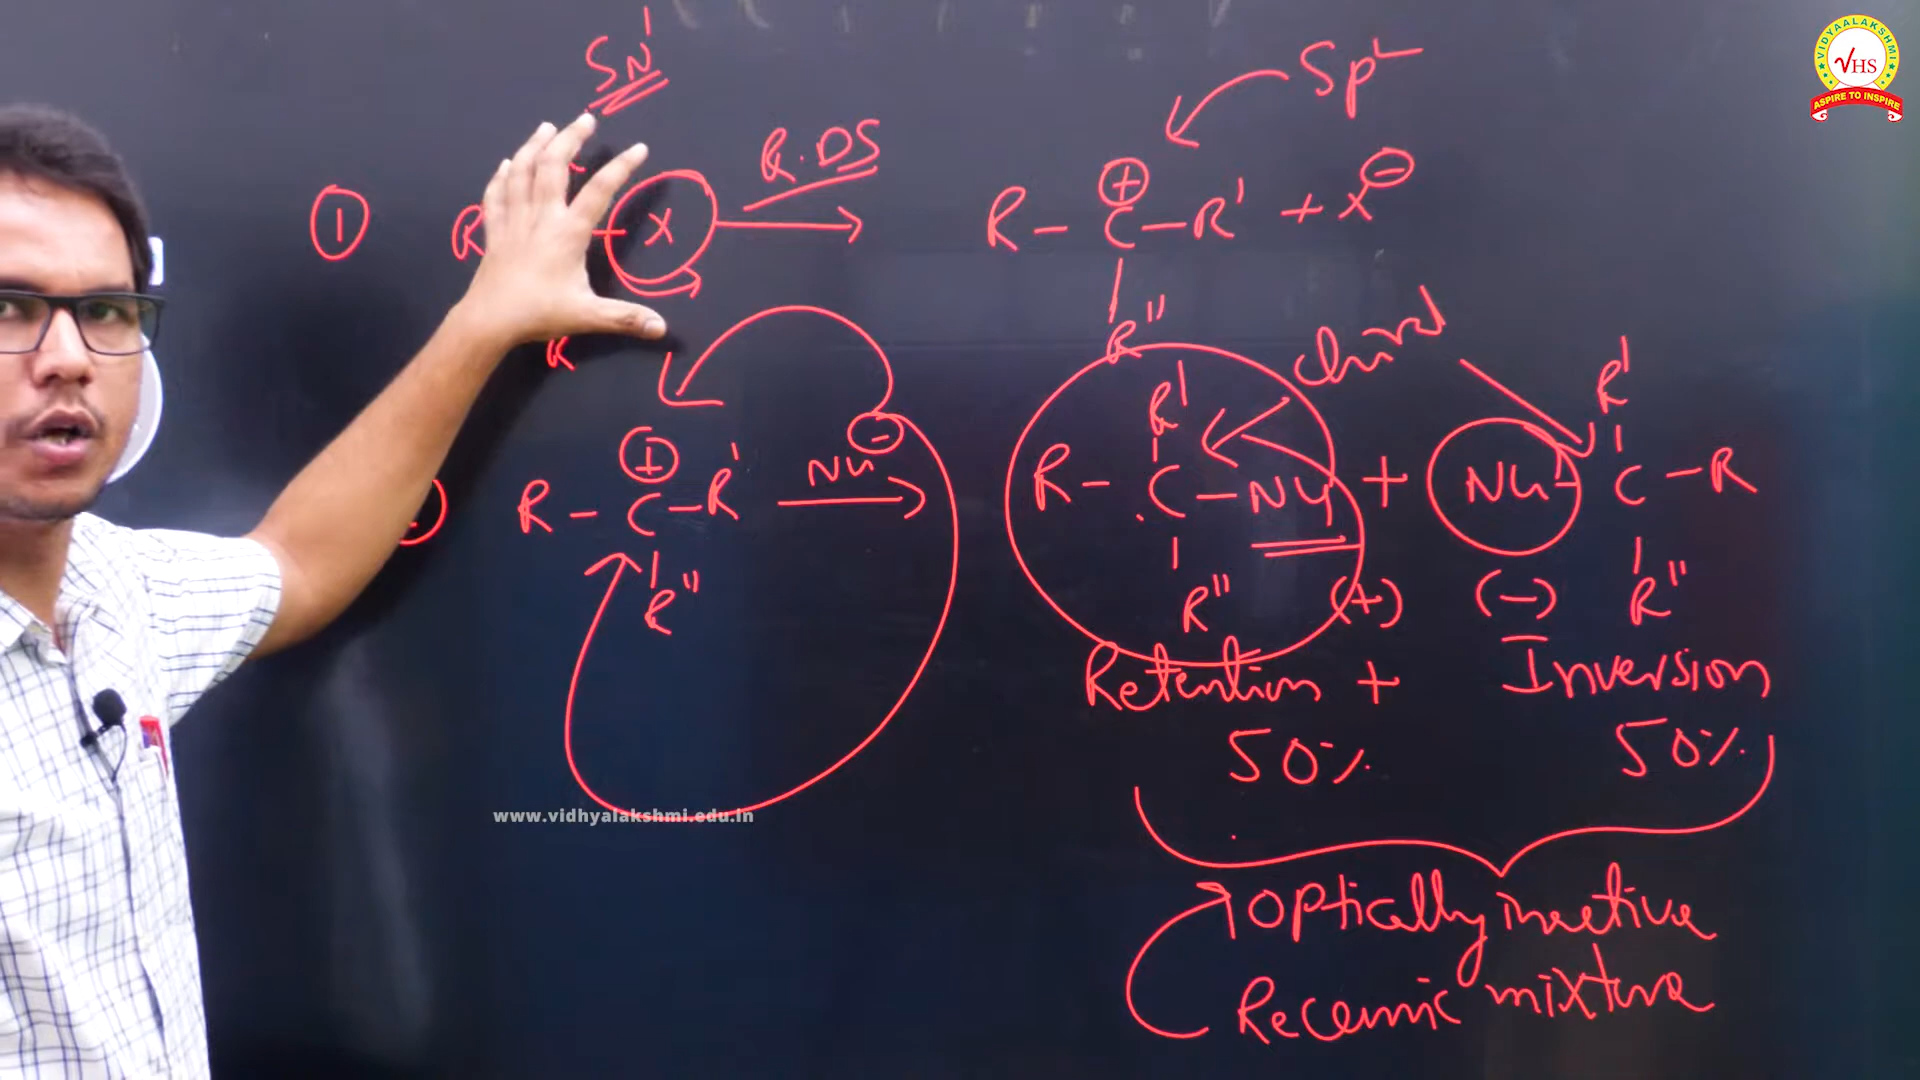 SN1
Sp2
R.DS
① R X → R-C⊕-R' + X⊖
R''
chiral
R' R'
R-C⊕-R' Nu⊖ → R-C-Nu + Nu-C-R
R'' R'' (+) (-) R''
Retention + Inversion
50% 50%
Optically inactive
Recemic mixture
www.vidhyalakshmi.edu.in
VIDYAALAKSHMI
VHS
ASPIRE TO INSPIRE